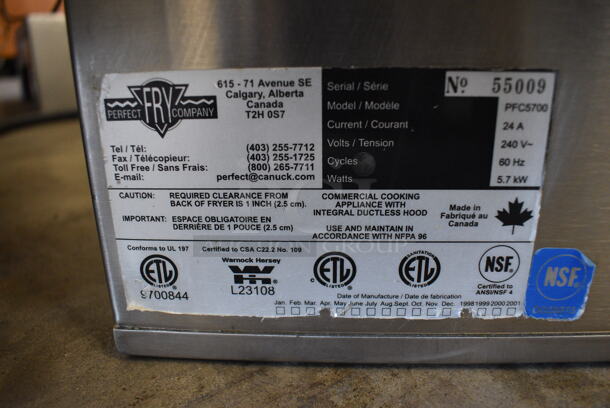 PERFECT FRY COMPANY
615 - 71 Avenue SE
Calgary, Alberta
Canada
T2H 0S7
Tel / Tél: (403) 255-7712
Fax / Télécopieur: (403) 255-1725
Toll Free / Sans Frais: (800) 265-7711
E-mail: perfect@canuck.com
Serial / Série № 55009
Model / Modèle PFC5700
Current / Courant 24 A
Volts / Tension 240 V~
Cycles 60 Hz
Watts 5.7 kW
CAUTION: REQUIRED CLEARANCE FROM
BACK OF FRYER IS 1 INCH (2.5 cm).
IMPORTANT: ESPACE OBLIGATOIRE EN
DERRIÈRE DE 1 POUCE (2.5 cm).
COMMERCIAL COOKING
APPLIANCE WITH
INTEGRAL DUCTLESS HOOD
USE AND MAINTAIN IN
ACCORDANCE WITH NFPA 96
Made in
Fabriqué au
Canada
Conforms to UL 197
ETL
LISTED
9700844
Certified to CSA C22.2 No. 109
Warnock Hersey
WH
L23108
ETL
LISTED
SANITATION
ETL
LISTED
NSF
Certified to
ANSI/NSF 4
NSF
Date of Manufacture / Date de fabrication
Jan. Feb. Mar. Apr. May June July Aug. Sept. Oct. Nov. Dec. 1998 1999 2000 2001